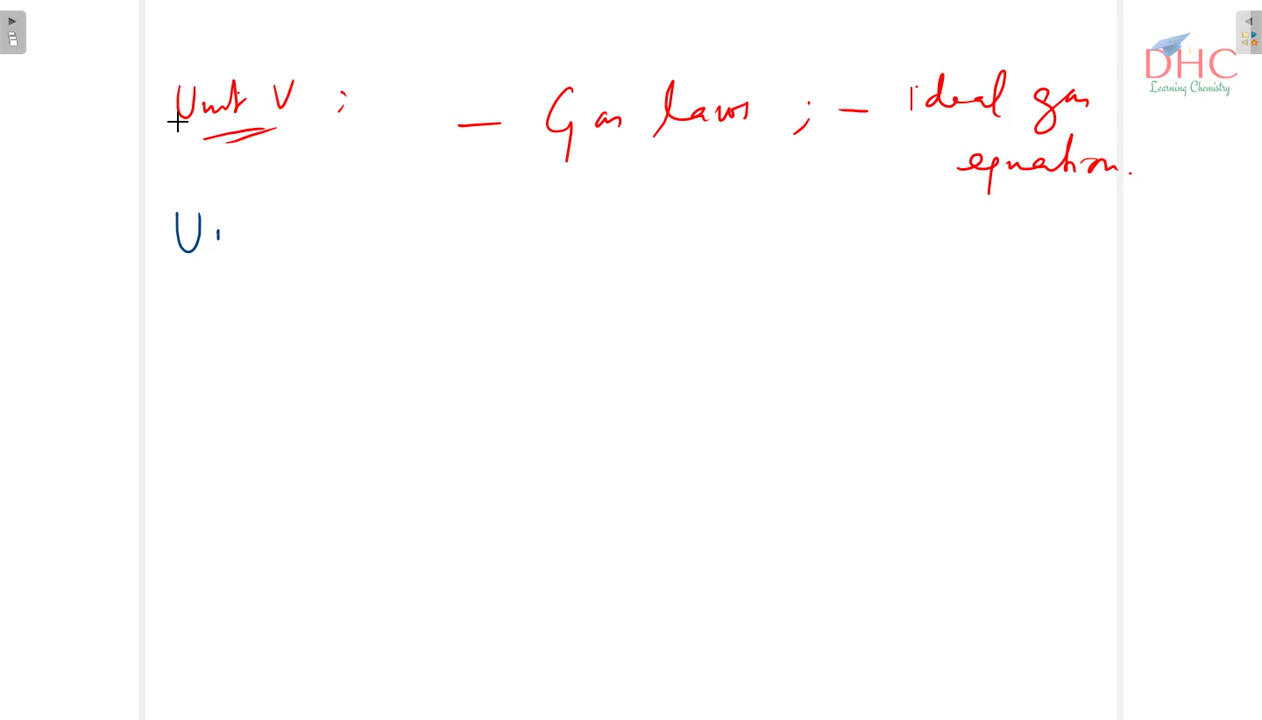 Unit V ; — Gas laws ; — Ideal gas
equation.
U
DHC
Learning Chemistry